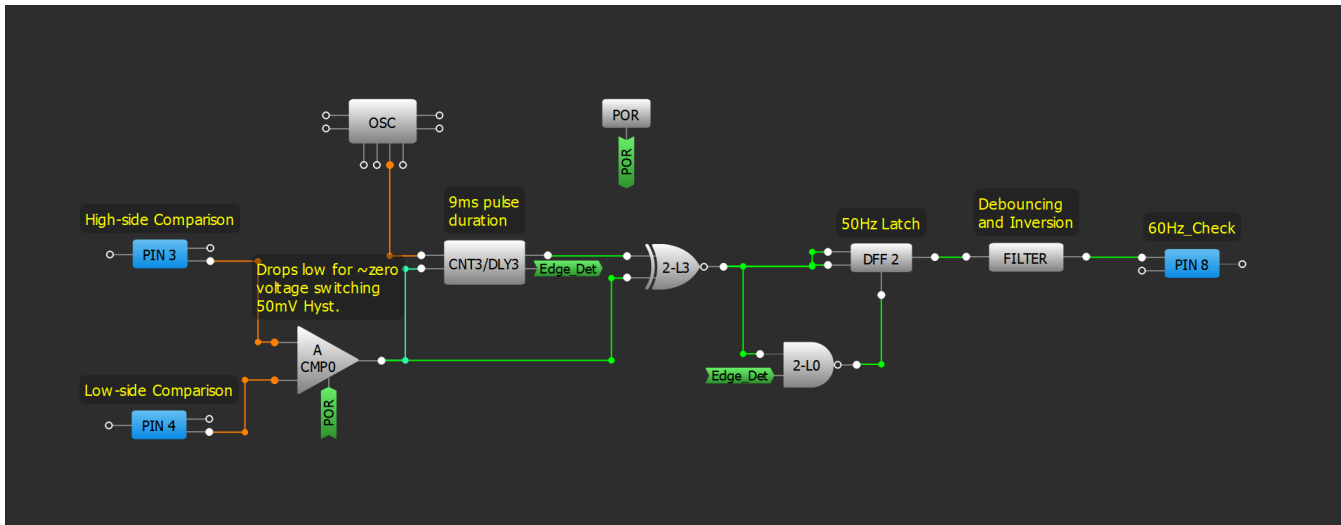 OSC
POR
POR
High-side Comparison
PIN 3
9ms pulse
duration
CNT3/DLY3
Edge_Det
Drops low for ~zero
voltage switching
50mV Hyst.
A
CMP0
POR
Low-side Comparison
PIN 4
2-L3
Edge_Det
2-L0
50Hz Latch
DFF 2
Debouncing
and Inversion
FILTER
60Hz_Check
PIN 8